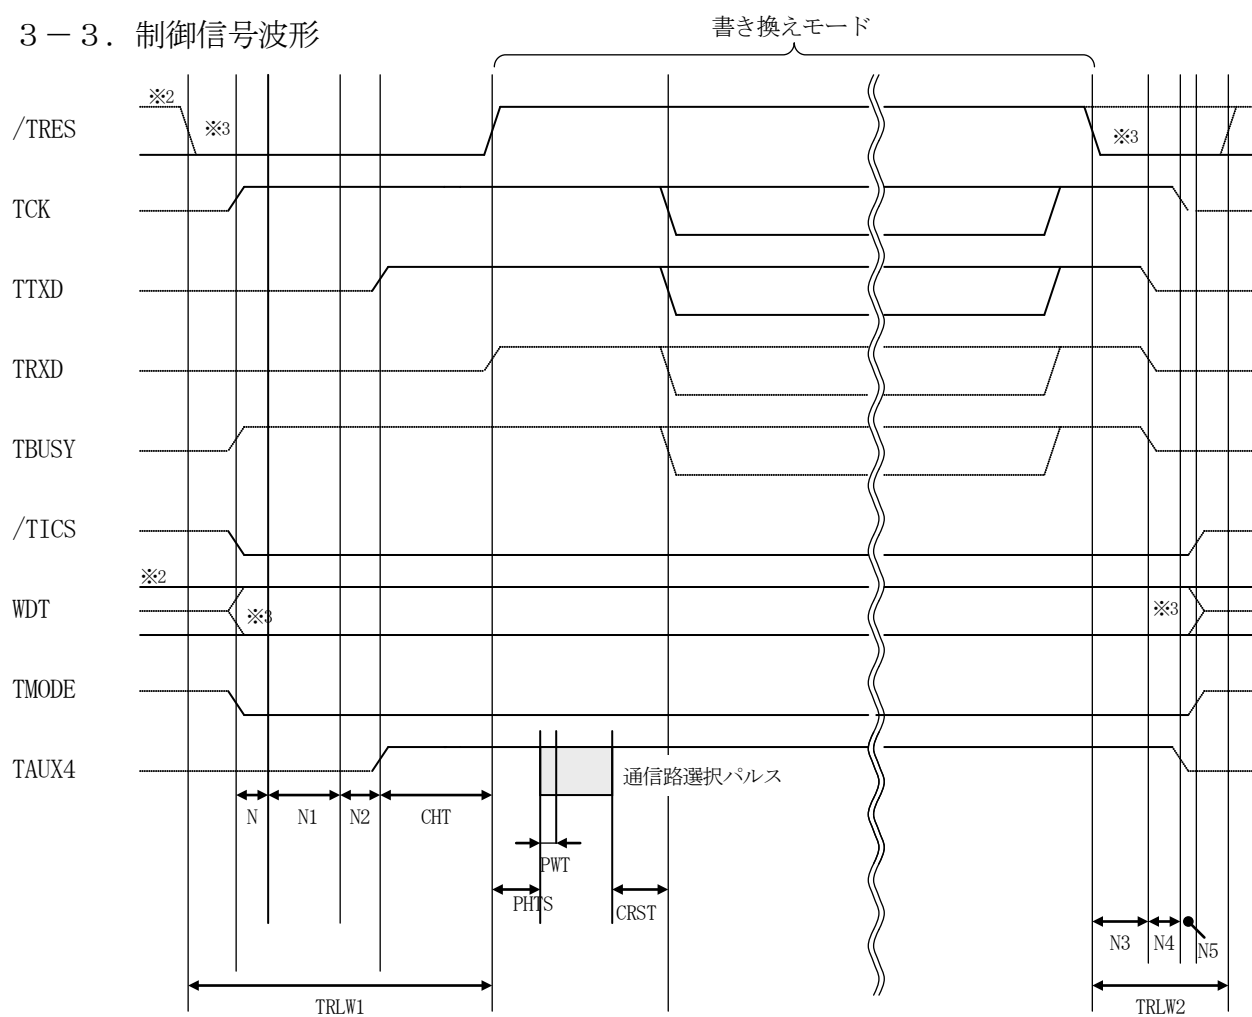 3－3．制御信号波形
書き換えモード
※2
/TRES
※3
※3
TCK
TTXD
TRXD
TBUSY
/TICS
※2
WDT
※3
※3
TMODE
TAUX4
通信路選択パルス
N
N1
N2
CHT
PWT
PHTS
CRST
N3
N4
N5
TRLW1
TRLW2